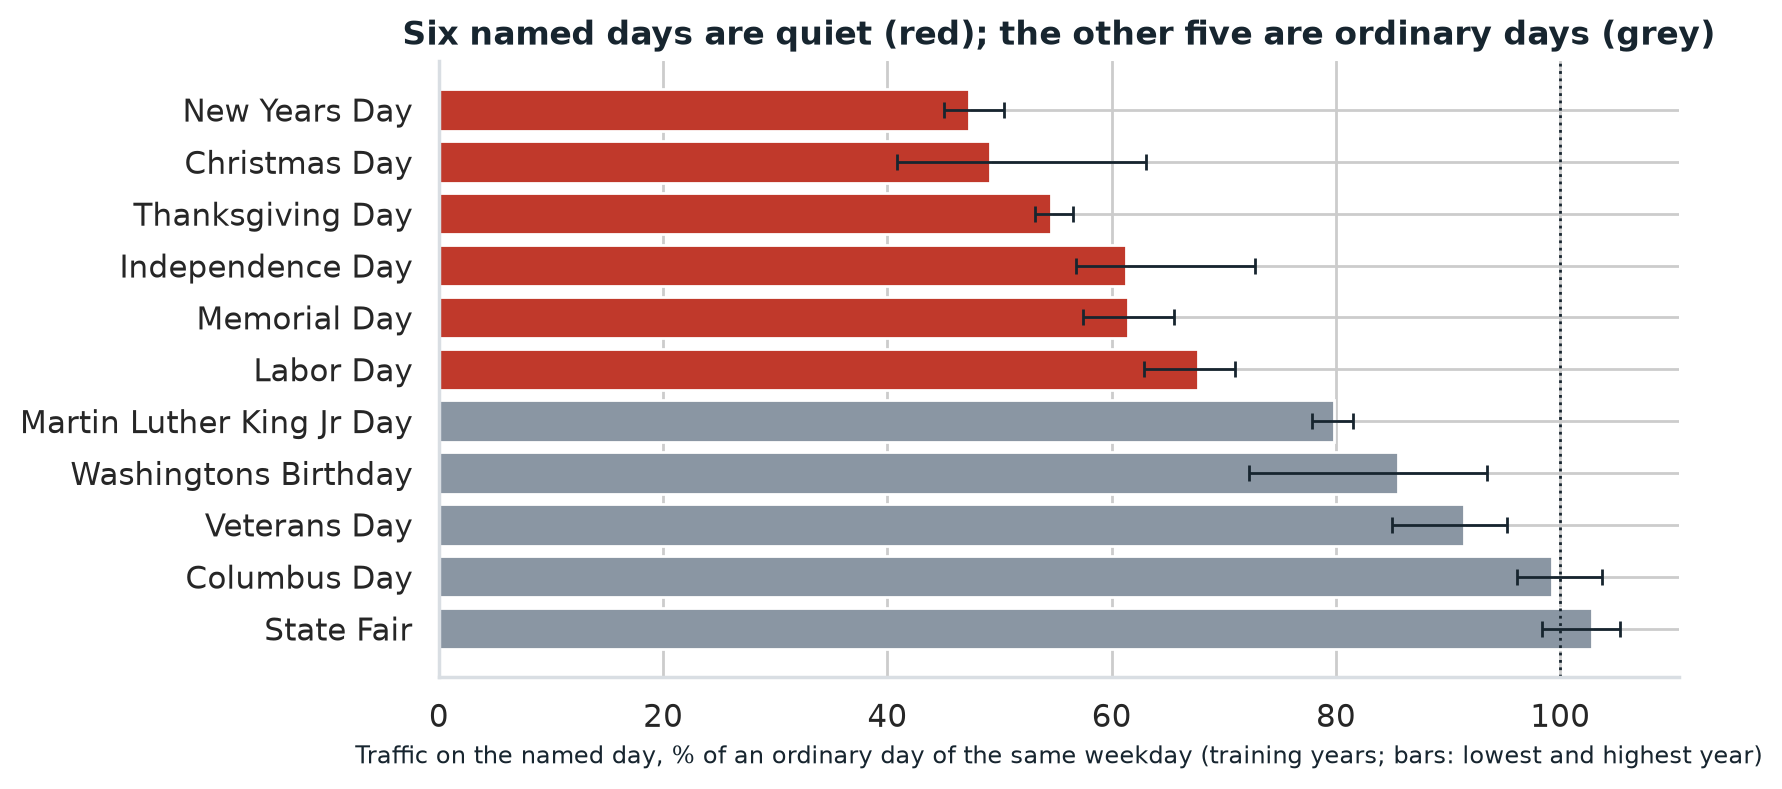 Six named days are quiet (red); the other five are ordinary days (grey)
New Years Day
Christmas Day
Thanksgiving Day
Independence Day
Memorial Day
Labor Day
Martin Luther King Jr Day
Washingtons Birthday
Veterans Day
Columbus Day
State Fair
0 20 40 60 80 100
Traffic on the named day, % of an ordinary day of the same weekday (training years; bars: lowest and highest year)